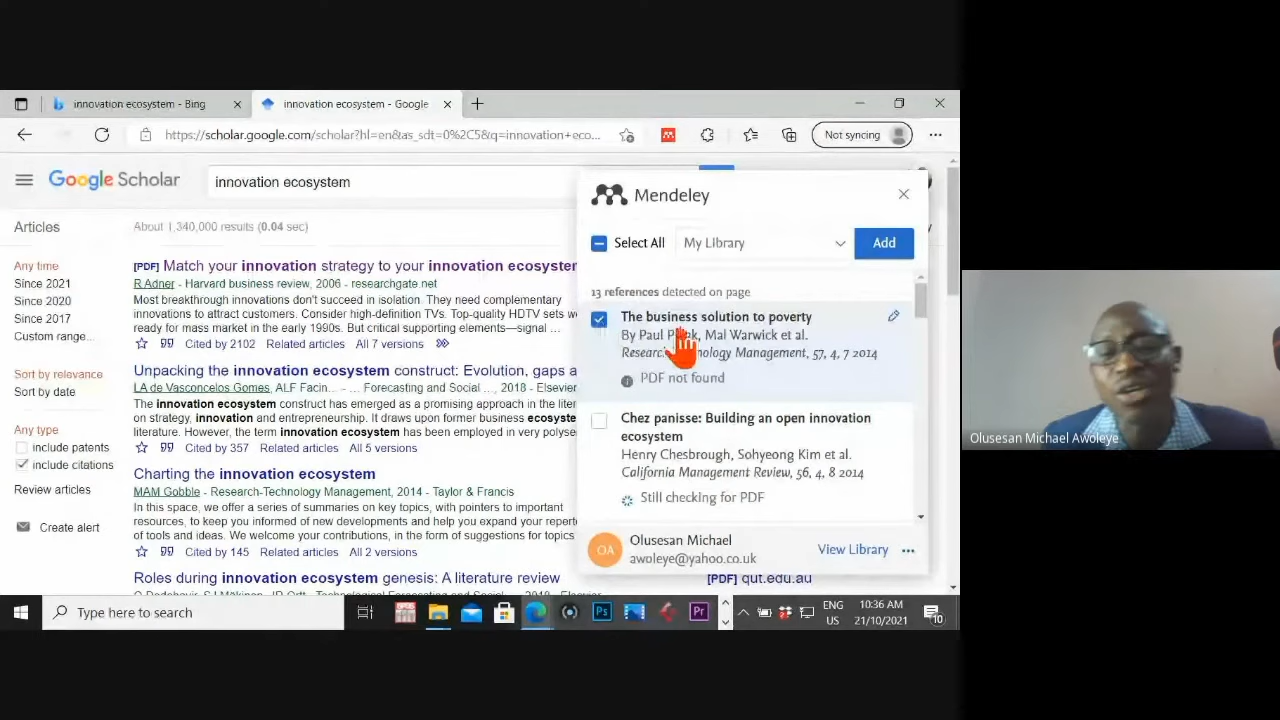 innovation ecosystem - Bing
innovation ecosystem - Google
https://scholar.google.com/scholar?hl=en&as_sdt=0%2C5&q=innovation+eco...
Not syncing
Google Scholar
innovation ecosystem
Articles
About 1,340,000 results (0.04 sec)
Any time
Since 2021
Since 2020
Since 2017
Custom range...
Sort by relevance
Sort by date
Any type
include patents
include citations
Review articles
Create alert
[PDF] Match your innovation strategy to your innovation ecosystem
R Adner - Harvard business review, 2006 - researchgate.net
Most breakthrough innovations don't succeed in isolation. They need complementary
innovations to attract customers. Consider high-definition TVs. Top-quality HDTV sets w
ready for mass market in the early 1990s. But critical supporting elements—signal ...
Cited by 2102 Related articles All 7 versions
Unpacking the innovation ecosystem construct: Evolution, gaps a
LA de Vasconcelos Gomes, ALF Facin... - ... Forecasting and Social ..., 2018 - Elsevier
The innovation ecosystem construct has emerged as a promising approach in the liter
on strategy, innovation and entrepreneurship. It draws upon former business ecosyste
literature. However, the term innovation ecosystem has been employed in very polyse
Cited by 357 Related articles All 5 versions
Charting the innovation ecosystem
MAM Gobble - Research-Technology Management, 2014 - Taylor & Francis
In this space, we offer a series of summaries on key topics, with pointers to important
resources, to keep you informed of new developments and help you expand your repert
of tools and ideas. We welcome your contributions, in the form of suggestions for topics
Cited by 145 Related articles All 2 versions
Roles during innovation ecosystem genesis: A literature review
[PDF] qut.edu.au
Mendeley
Select All
My Library
Add
13 references detected on page
The business solution to poverty
By Paul Mal Warwick et al.
Management, 57, 4, 7 2014
PDF not found
Chez panisse: Building an open innovation
ecosystem
Henry Chesbrough, Sohyeong Kim et al.
California Management Review, 56, 4, 8 2014
Still checking for PDF
OA
Olusesan Michael
awoleye@yahoo.co.uk
View Library
Olusesan Michael Awoleye
Type here to search
Ps
Pr
ENG
US
10:36 AM
21/10/2021
10